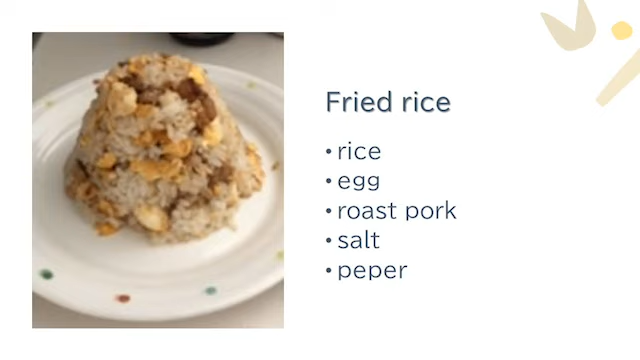 Fried rice
• rice
• egg
• roast pork
• salt
• peper